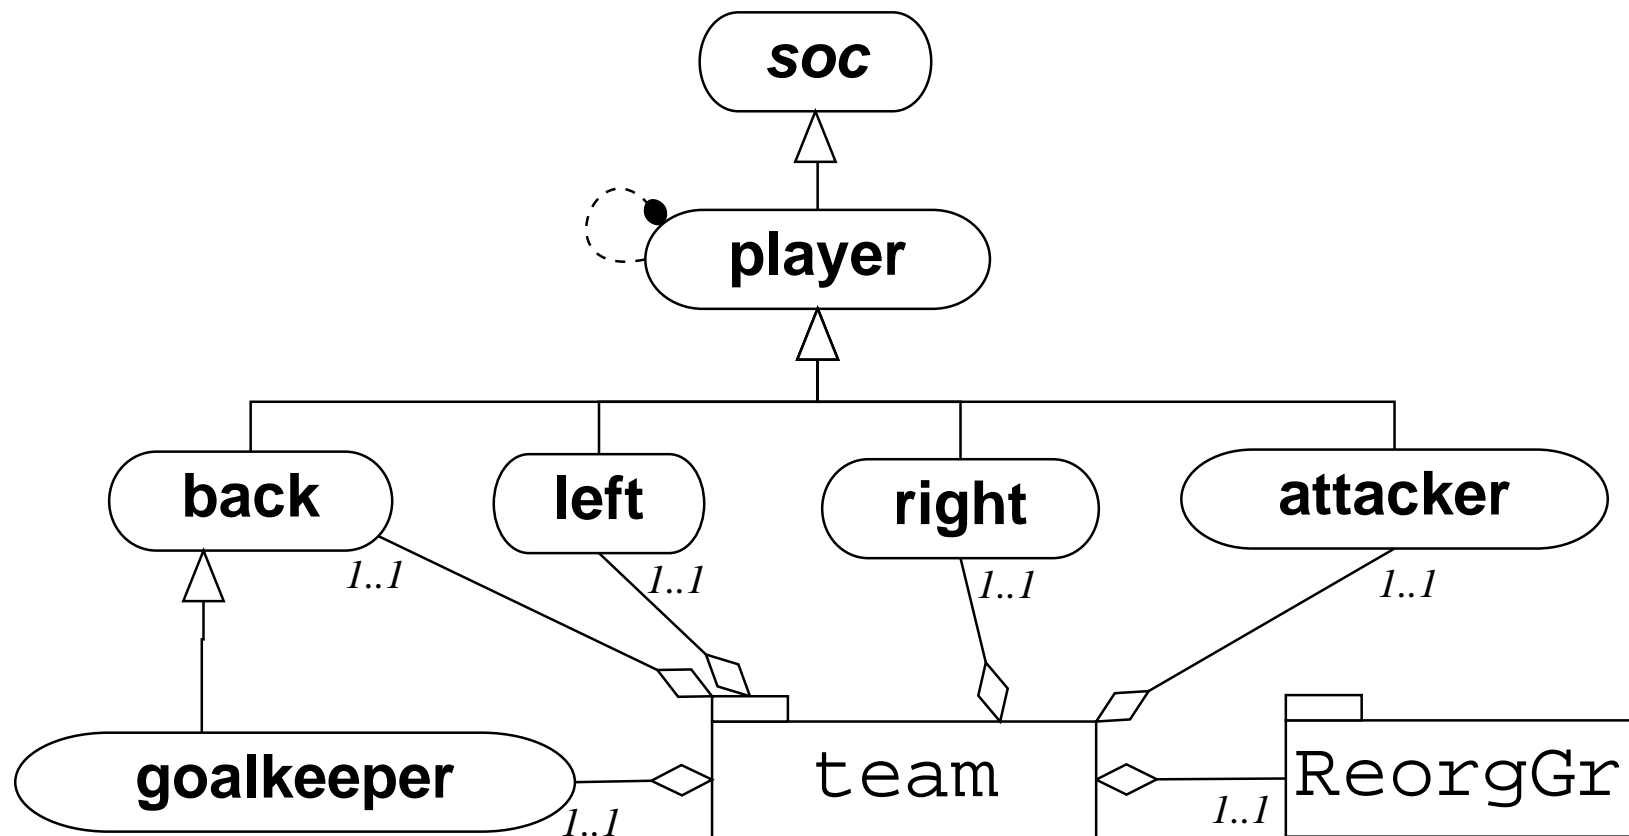 soc
player
back
left
right
attacker
1..1
1..1
1..1
1..1
goalkeeper
team
ReorgGr
1..1
1..1